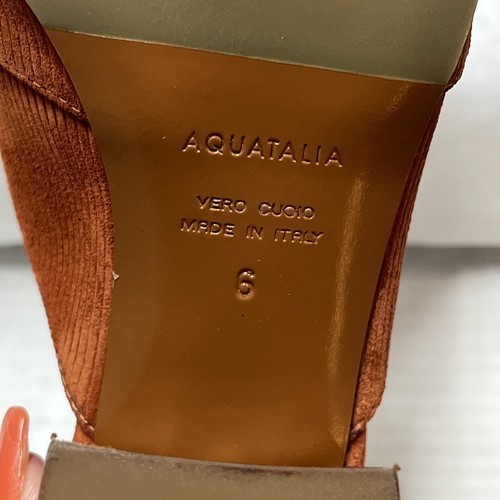 AQUATALIA
VERO CUOIO
MADE IN ITALY
6